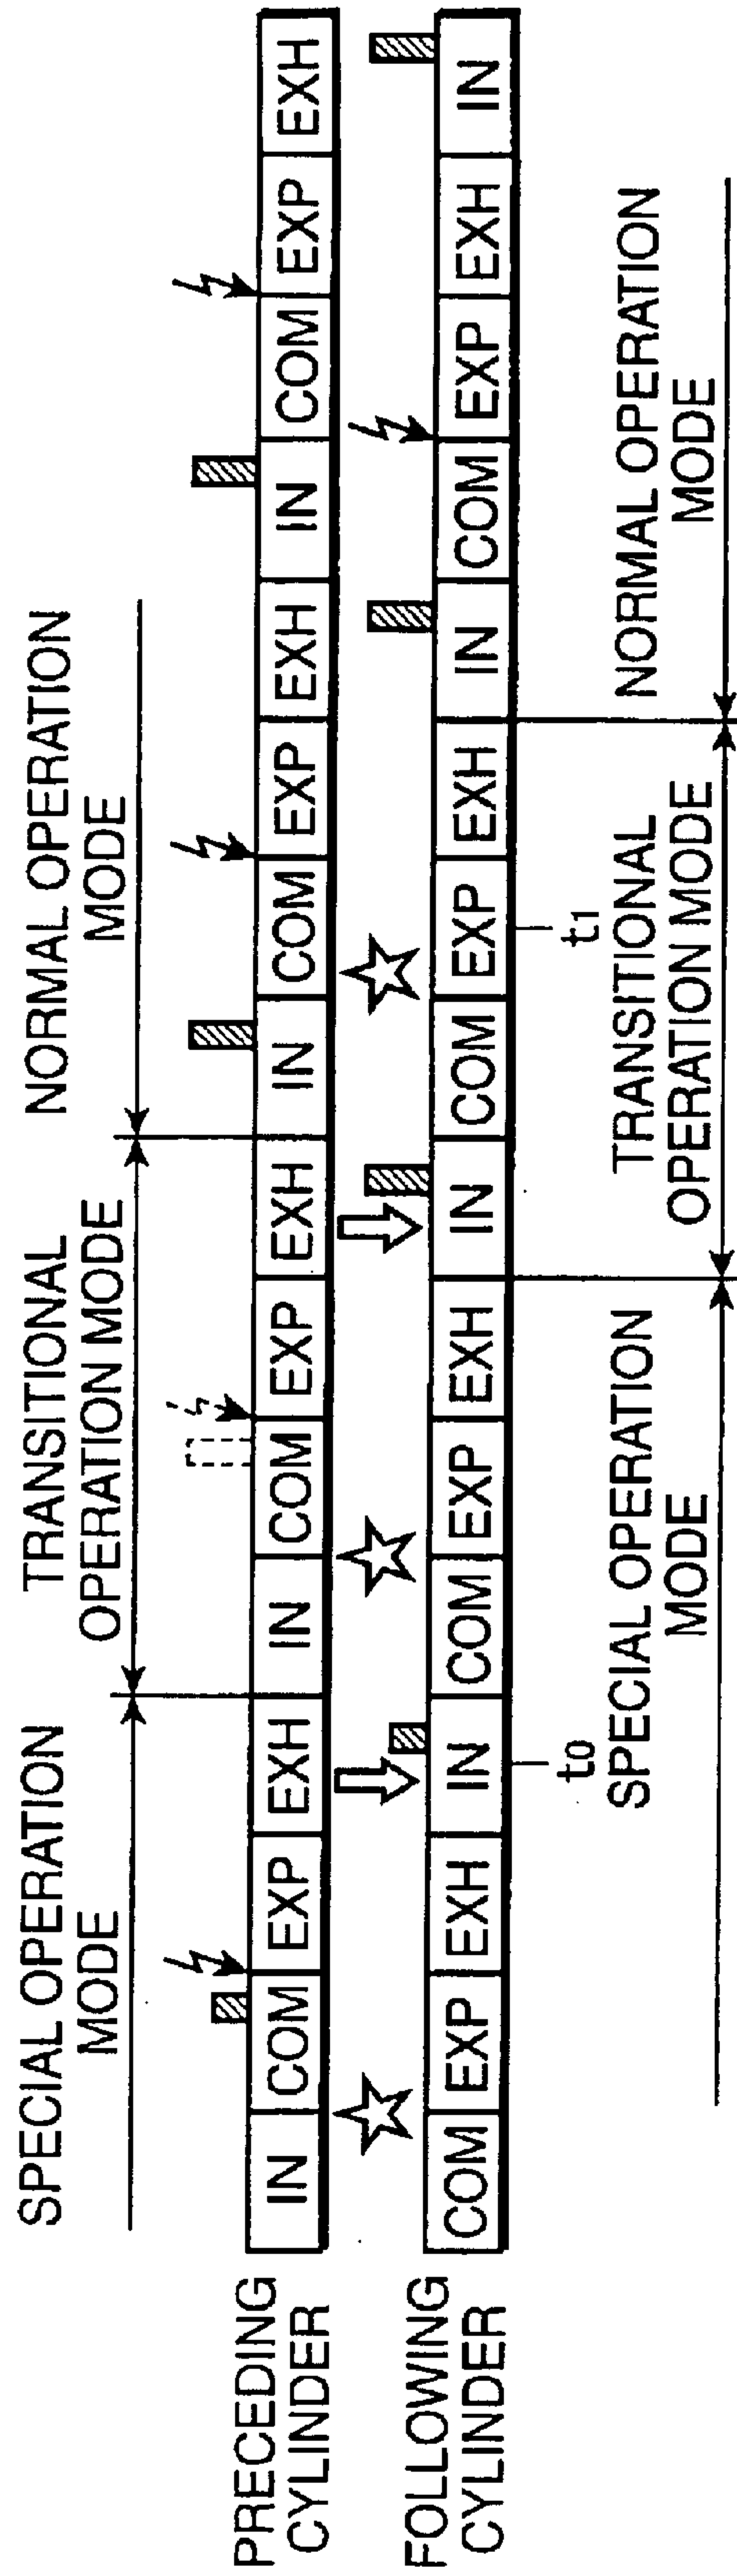 SPECIAL OPERATION
MODE
TRANSITIONAL
OPERATION MODE
NORMAL OPERATION
MODE
PRECEDING
CYLINDER
IN COM EXP EXH IN COM EXP EXH IN COM EXP EXH IN COM EXP EXH
FOLLOWING
CYLINDER
COM EXP EXH IN COM EXP EXH IN COM EXP EXH IN COM EXP EXH IN
t0
t1
SPECIAL OPERATION
MODE
TRANSITIONAL
OPERATION MODE
NORMAL OPERATION
MODE